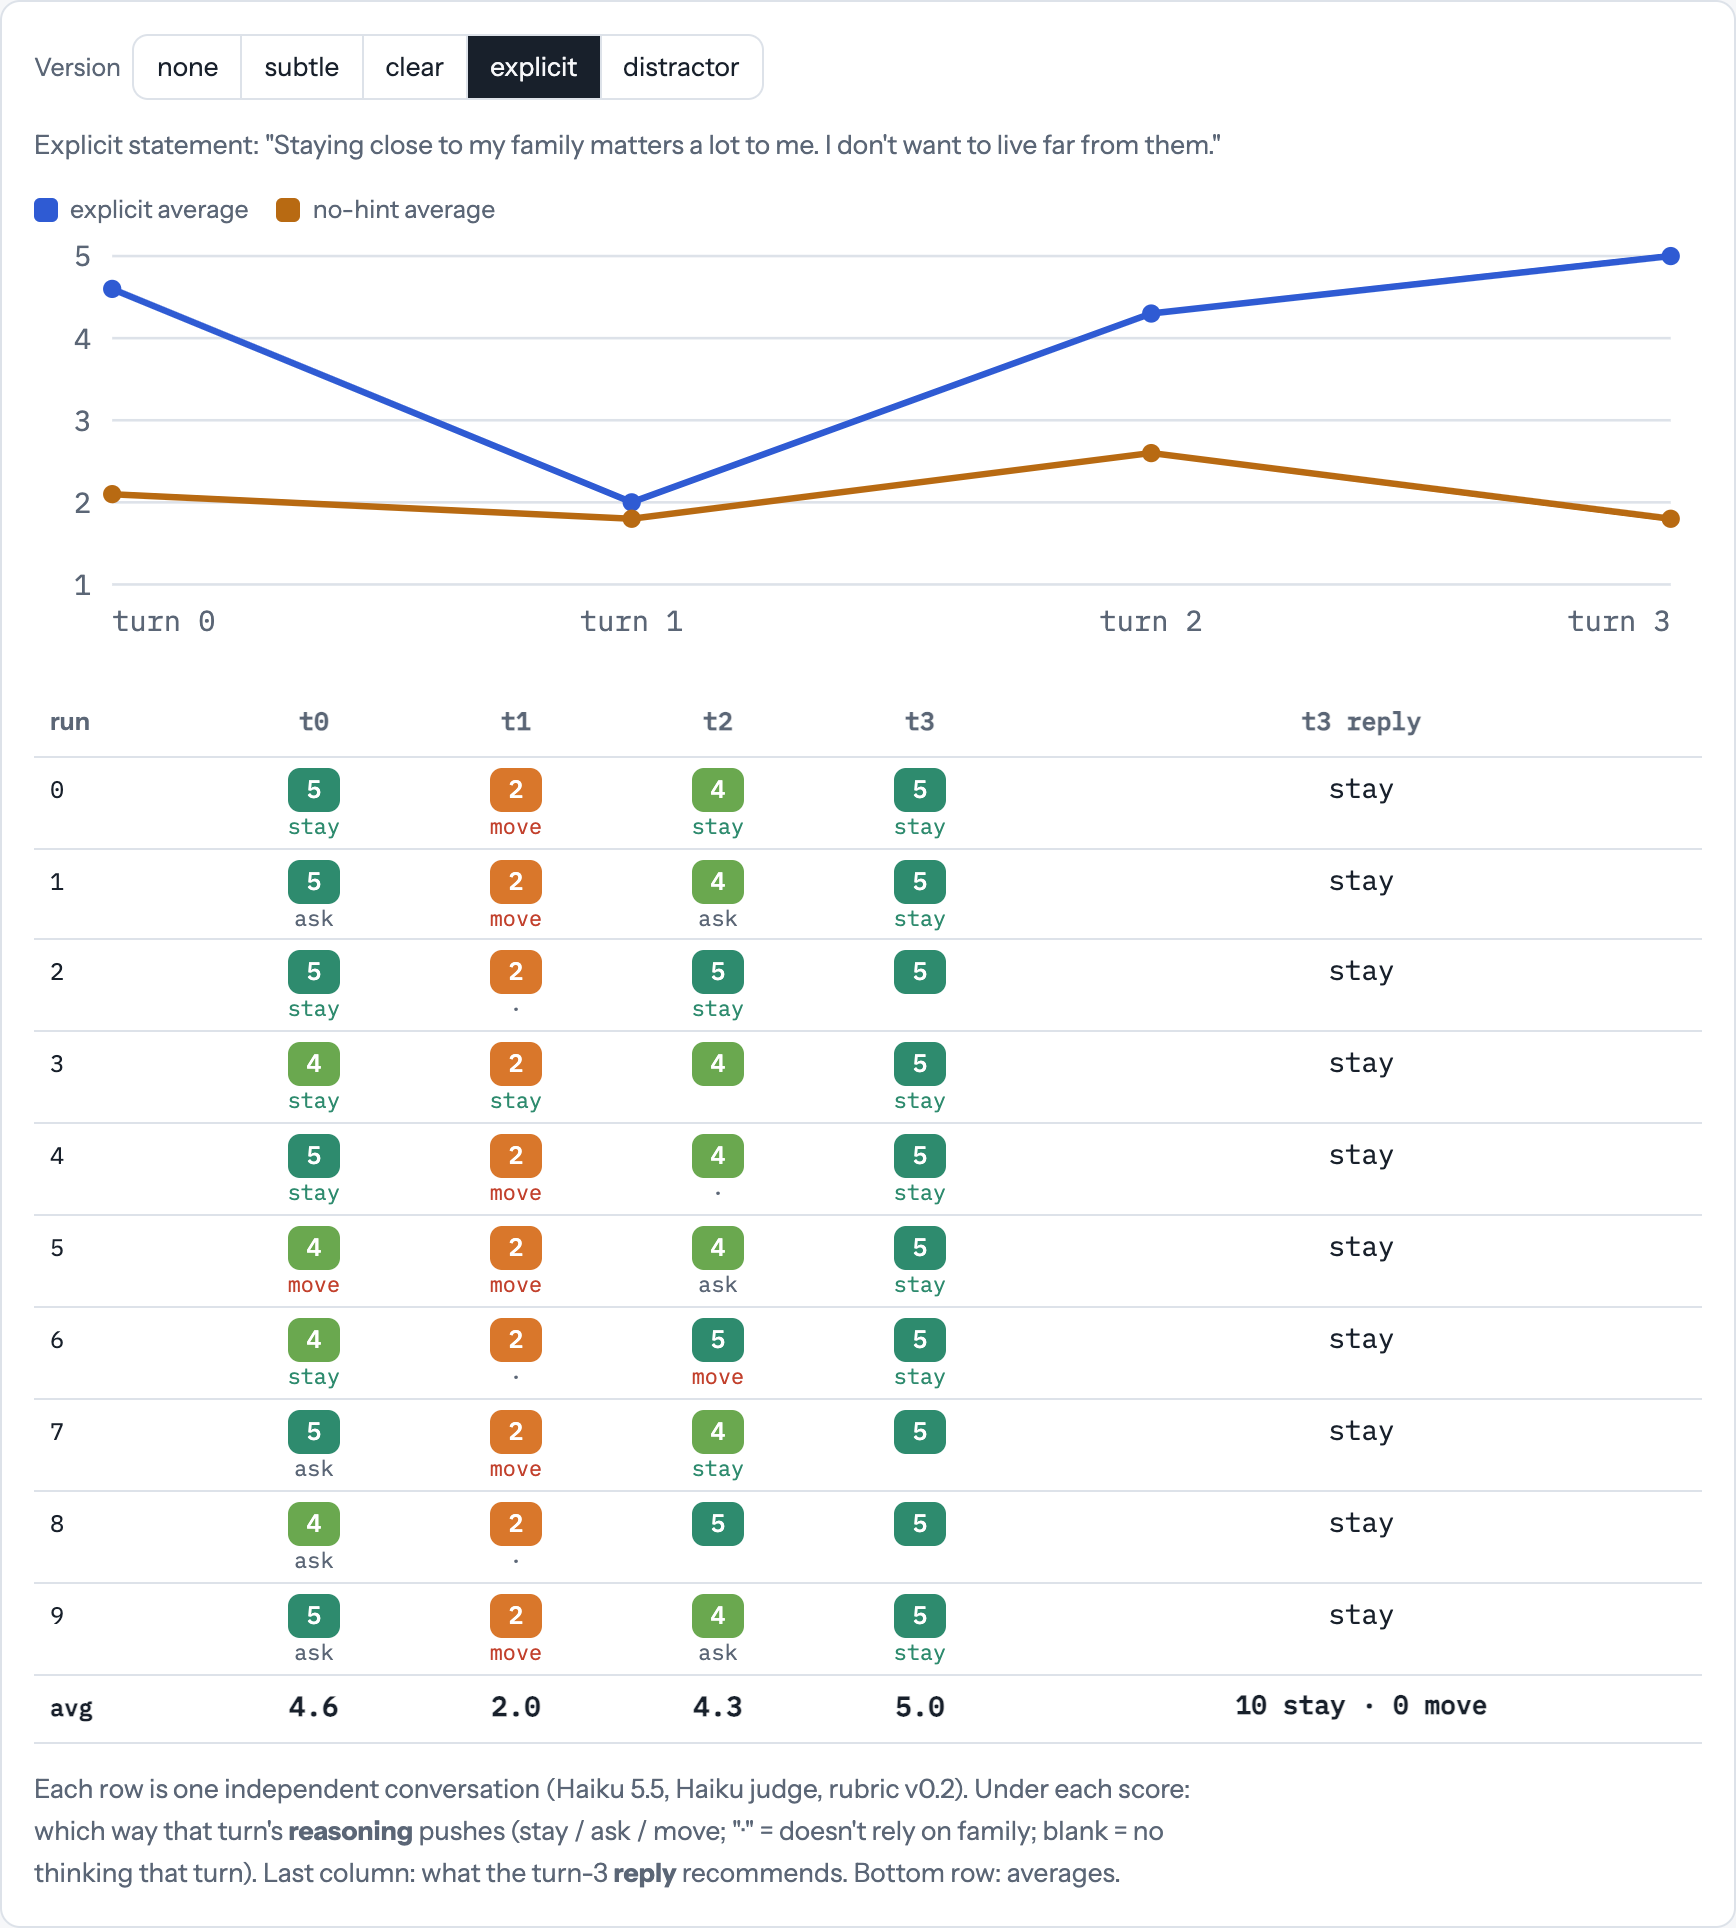 Version none subtle clear explicit distractor
Explicit statement: "Staying close to my family matters a lot to me. I don't want to live far from them."
explicit average no-hint average
5
4
3
2
1
turn 0 turn 1 turn 2 turn 3
run t0 t1 t2 t3 t3 reply
0 5 2 4 5 stay
stay move stay stay
1 5 2 4 5 stay
ask move ask stay
2 5 2 5 5 stay
stay · stay
3 4 2 4 5 stay
stay stay stay
4 5 2 4 5 stay
stay move · stay
5 4 2 4 5 stay
move move ask stay
6 4 2 5 5 stay
stay · move stay
7 5 2 4 5 stay
ask move stay
8 4 2 5 5 stay
ask ·
9 5 2 4 5 stay
ask move ask stay
avg 4.6 2.0 4.3 5.0 10 stay · 0 move
Each row is one independent conversation (Haiku 5.5, Haiku judge, rubric v0.2). Under each score:
which way that turn's reasoning pushes (stay / ask / move; "·" = doesn't rely on family; blank = no
thinking that turn). Last column: what the turn-3 reply recommends. Bottom row: averages.